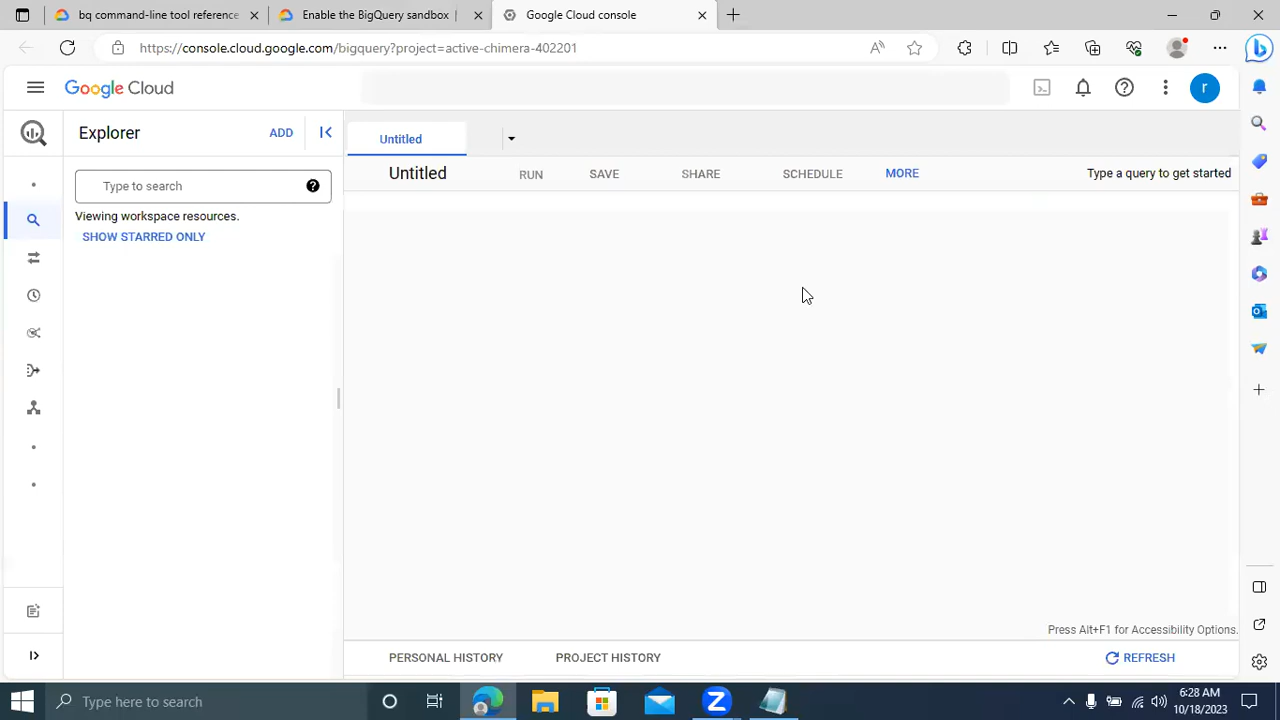 bq command-line tool reference
Enable the BigQuery sandbox
Google Cloud console
https://console.cloud.google.com/bigquery?project=active-chimera-402201
Google Cloud
r
Explorer
ADD
Untitled
Type to search
Untitled
RUN
SAVE
SHARE
SCHEDULE
MORE
Type a query to get started
Viewing workspace resources.
SHOW STARRED ONLY
Press Alt+F1 for Accessibility Options.
PERSONAL HISTORY
PROJECT HISTORY
REFRESH
Type here to search
6:28 AM
10/18/2023